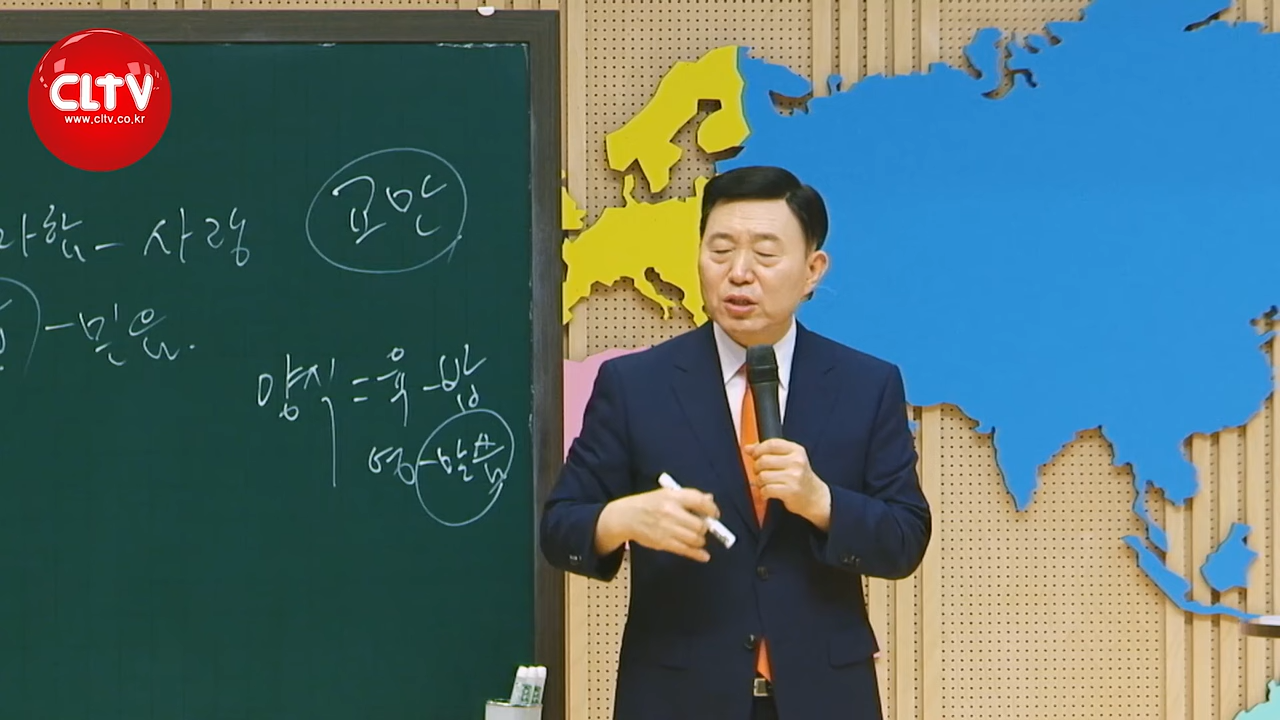 CLTV
www.cltv.co.kr
교만
사랑
- 믿음.
양식 = 육 - 밥
영 - 말씀